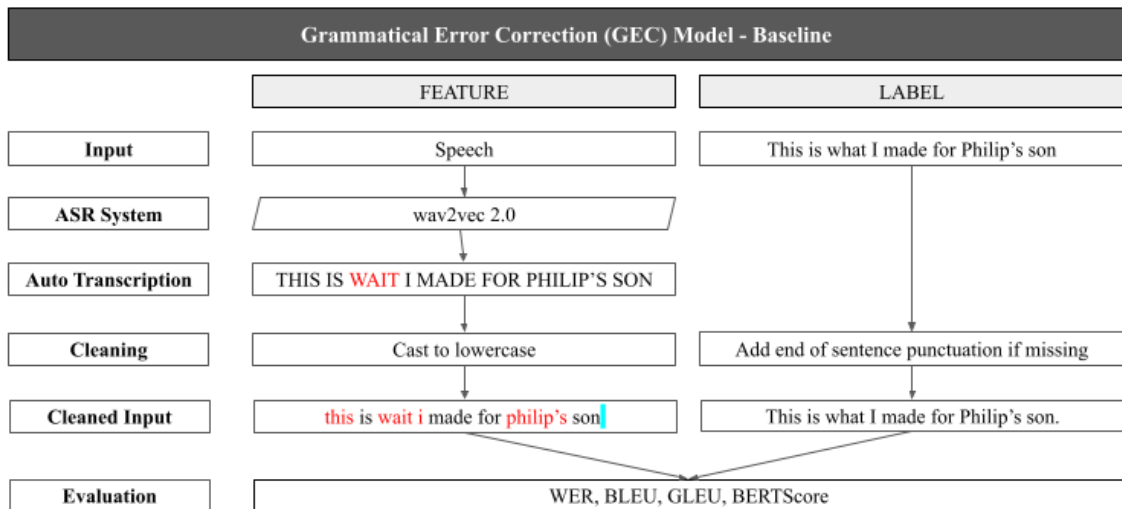 Grammatical Error Correction (GEC) Model - Baseline
FEATURE
LABEL
Input
Speech
This is what I made for Philip’s son
ASR System
wav2vec 2.0
Auto Transcription
THIS IS WAIT I MADE FOR PHILIP’S SON
Cleaning
Cast to lowercase
Add end of sentence punctuation if missing
Cleaned Input
this is wait i made for philip’s son
This is what I made for Philip’s son.
Evaluation
WER, BLEU, GLEU, BERTScore